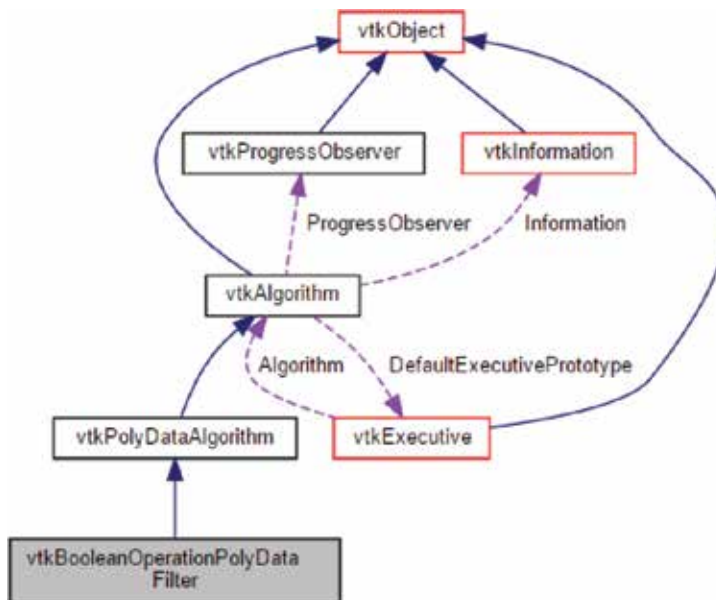 vtkObject
vtkProgressObserver
vtkInformation
ProgressObserver
Information
vtkAlgorithm
Algorithm
DefaultExecutivePrototype
vtkPolyDataAlgorithm
vtkExecutive
vtkBooleanOperationPolyData
Filter